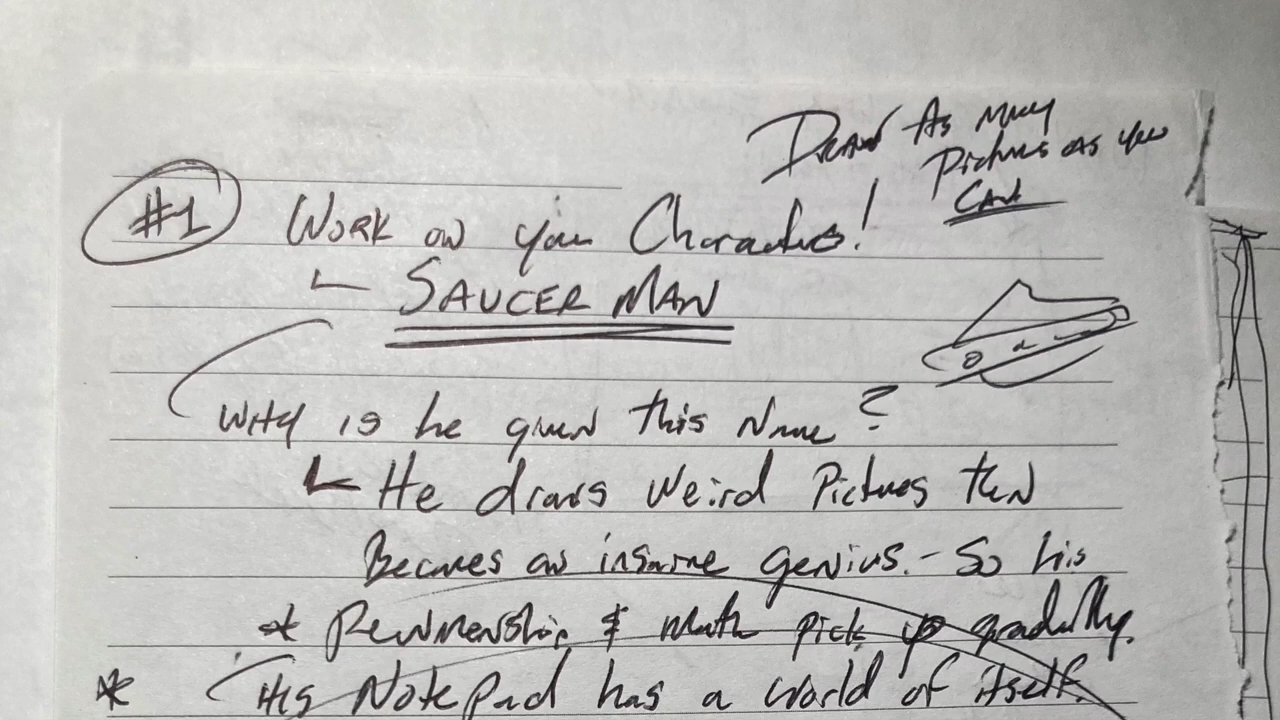 Draw As many
Pictures as you
Can
#1 Work on your Characters!
SAUCER MAN
Why is he given this Name?
He draws Weird Pictures then
Becomes an insane genius. - So his
* Penmenship & math pick up gradually.
* His Notepad has a world of itself.